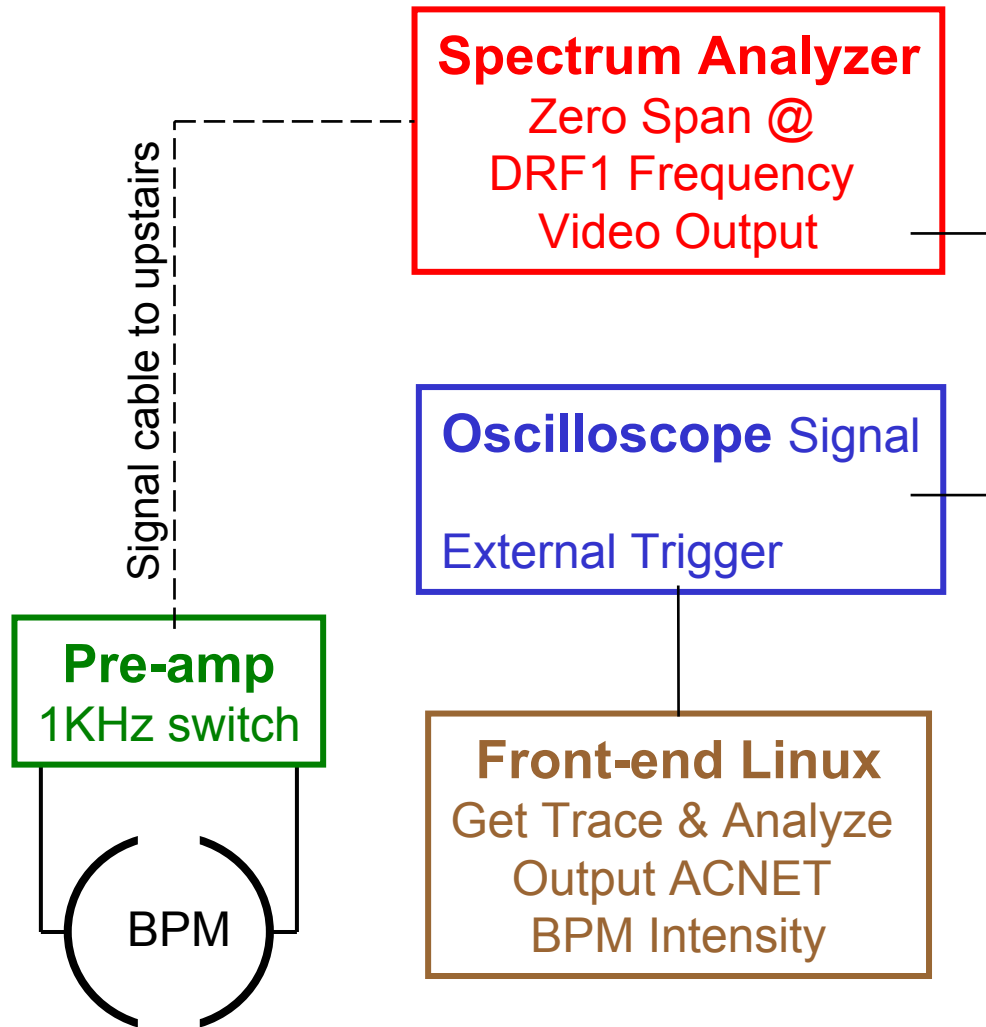 Spectrum Analyzer
Zero Span @
DRF1 Frequency
Video Output
Signal cable to upstairs
Oscilloscope Signal
External Trigger
Pre-amp
1KHz switch
Front-end Linux
Get Trace & Analyze
Output ACNET
BPM Intensity
BPM